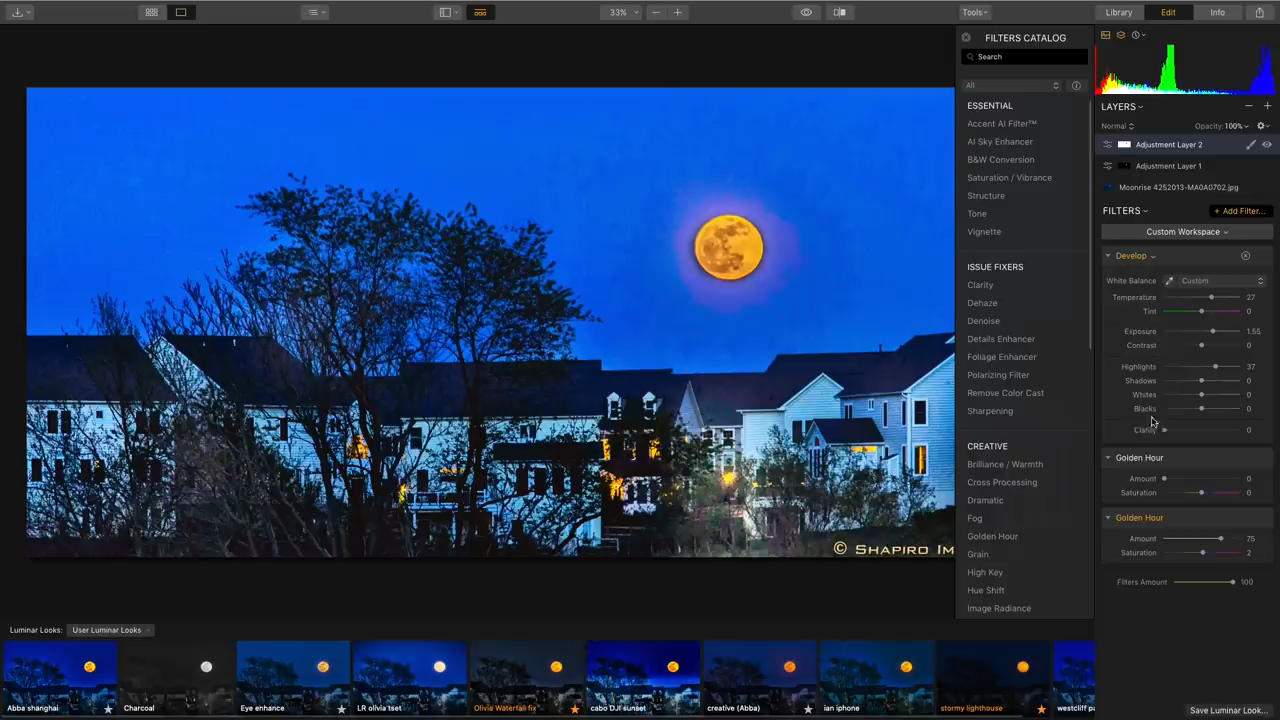 33%
Tools
Library
Edit
Info
FILTERS CATALOG
Search
All
ESSENTIAL
Accent AI Filter™
AI Sky Enhancer
B&W Conversion
Saturation / Vibrance
Structure
Tone
Vignette
ISSUE FIXERS
Clarity
Dehaze
Denoise
Details Enhancer
Foliage Enhancer
Polarizing Filter
Remove Color Cast
Sharpening
CREATIVE
Brilliance / Warmth
Cross Processing
Dramatic
Fog
Golden Hour
Grain
High Key
Hue Shift
Image Radiance
LAYERS
Normal
Opacity: 100%
Adjustment Layer 2
Adjustment Layer 1
Moonrise 4252013-MA0A0702.jpg
FILTERS
+ Add Filter...
Custom Workspace
Develop
White Balance Custom
Temperature 27
Tint 0
Exposure 1.55
Contrast 0
Highlights 37
Shadows 0
Whites 0
Blacks 0
Clarity 0
Golden Hour
Amount 0
Saturation 0
Golden Hour
Amount 75
Saturation 2
Filters Amount 100
© SHAPIRO IM
Luminar Looks: User Luminar Looks
Abba shanghai
Charcoal
Eye enhance
LR olivia tset
Olivia Waterfall fix
cabo DJI sunset
creative (Abba)
ian iphone
stormy lighthouse
westcliff pa
Save Luminar Look...